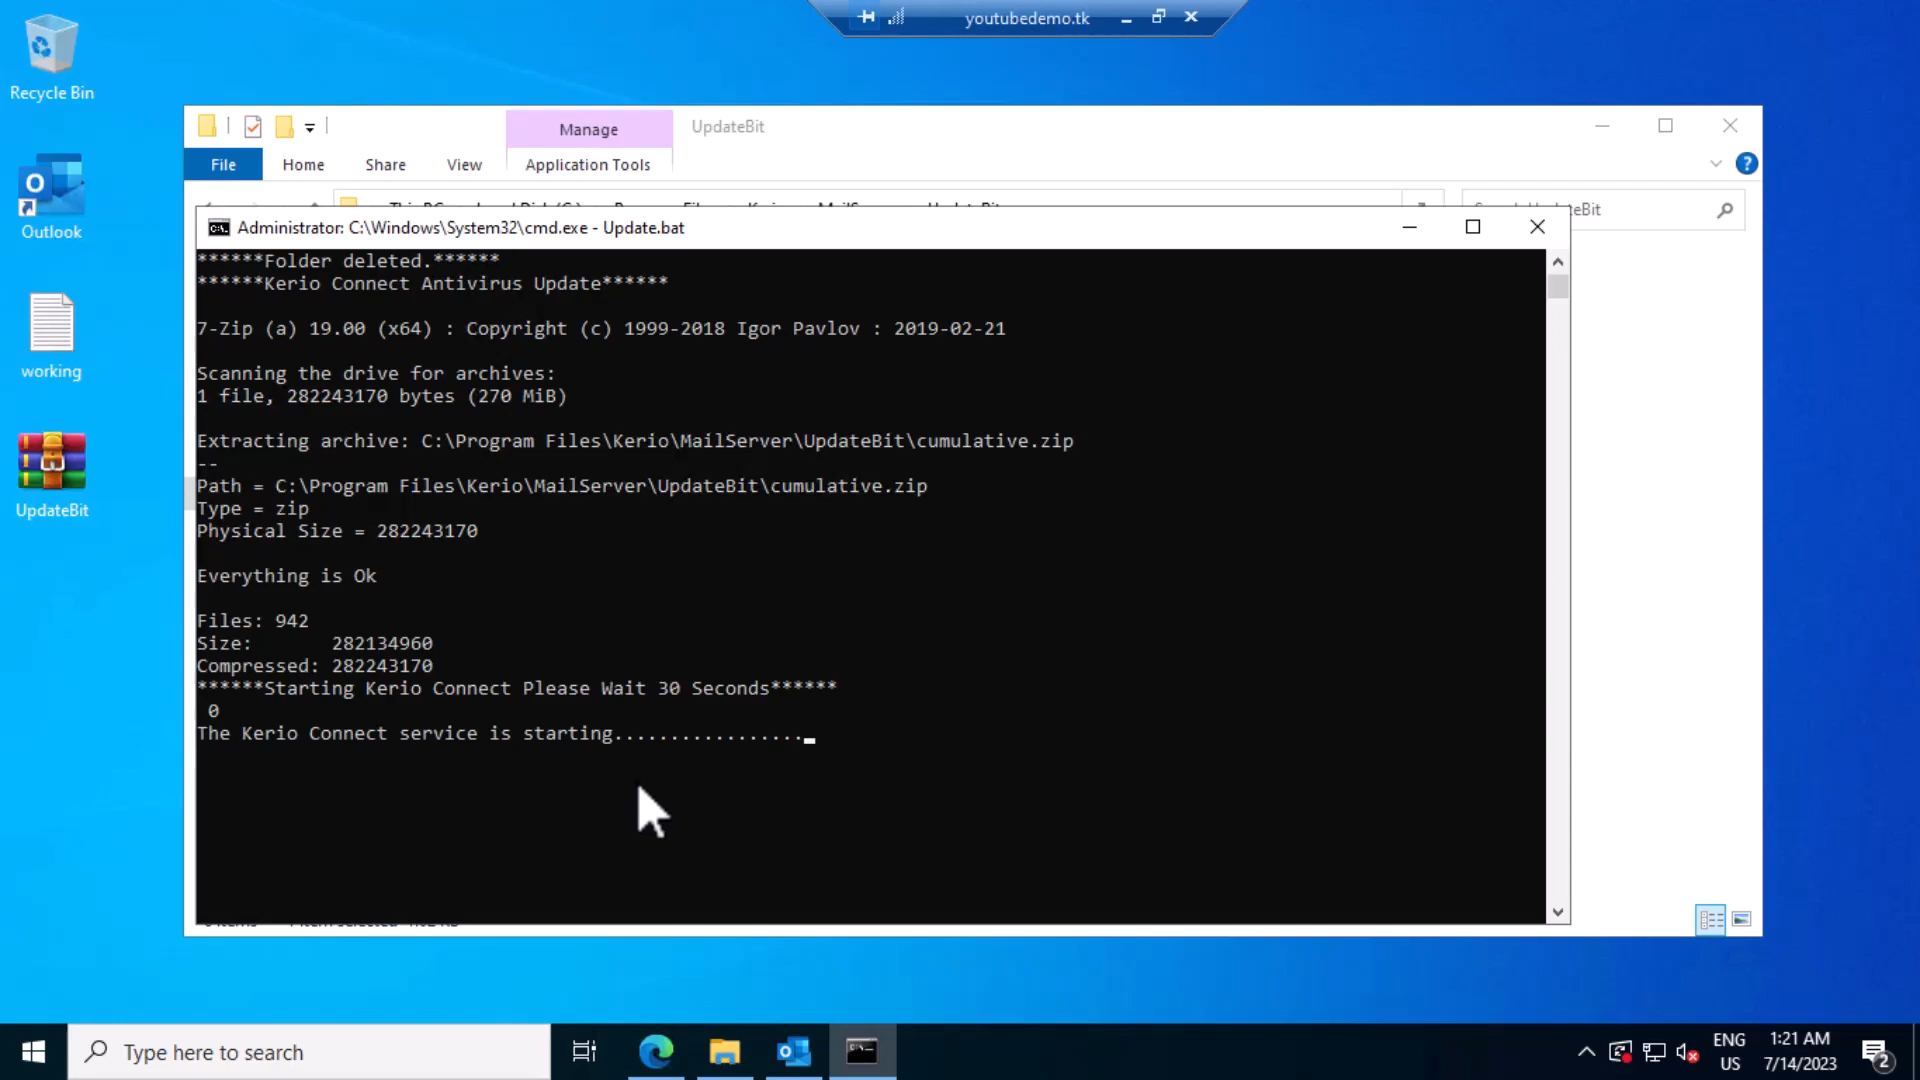 youtubedemo.tk
Recycle Bin
Outlook
working
UpdateBit
Manage
UpdateBit
File
Home
Share
View
Application Tools
Administrator: C:\Windows\System32\cmd.exe - Update.bat
******Folder deleted.******
******Kerio Connect Antivirus Update******
7-Zip (a) 19.00 (x64) : Copyright (c) 1999-2018 Igor Pavlov : 2019-02-21
Scanning the drive for archives:
1 file, 282243170 bytes (270 MiB)
Extracting archive: C:\Program Files\Kerio\MailServer\UpdateBit\cumulative.zip
--
Path = C:\Program Files\Kerio\MailServer\UpdateBit\cumulative.zip
Type = zip
Physical Size = 282243170
Everything is Ok
Files: 942
Size:       282134960
Compressed: 282243170
******Starting Kerio Connect Please Wait 30 Seconds******
0
The Kerio Connect service is starting.................
Type here to search
ENG
US
1:21 AM
7/14/2023
2